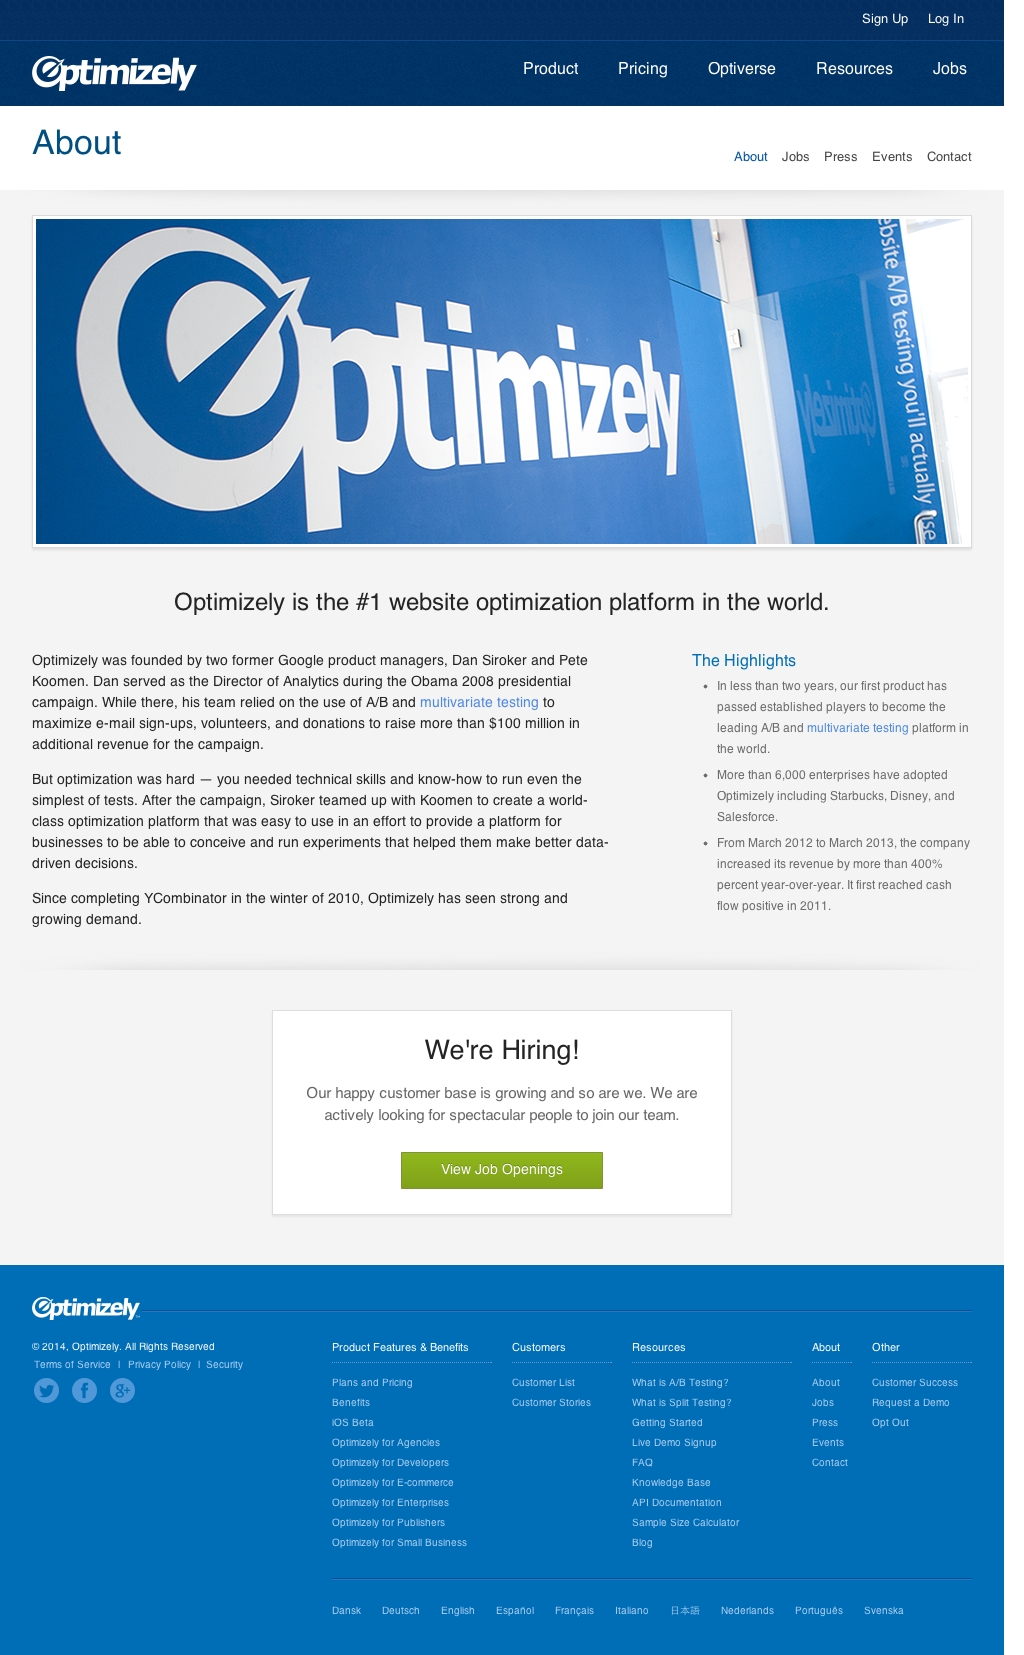 Sign Up Log In
Optimizely
Product Pricing Optiverse Resources Jobs
About
About Jobs Press Events Contact
Optimizely
ebsite A/B testing you'll actually use
Optimizely
Optimizely is the #1 website optimization platform in the world.
Optimizely was founded by two former Google product managers, Dan Siroker and Pete
Koomen. Dan served as the Director of Analytics during the Obama 2008 presidential
campaign. While there, his team relied on the use of A/B and multivariate testing to
maximize e-mail sign-ups, volunteers, and donations to raise more than $100 million in
additional revenue for the campaign.
But optimization was hard — you needed technical skills and know-how to run even the
simplest of tests. After the campaign, Siroker teamed up with Koomen to create a world-
class optimization platform that was easy to use in an effort to provide a platform for
businesses to be able to conceive and run experiments that helped them make better data-
driven decisions.
Since completing YCombinator in the winter of 2010, Optimizely has seen strong and
growing demand.
The Highlights
• In less than two years, our first product has
passed established players to become the
leading A/B and multivariate testing platform in
the world.
• More than 6,000 enterprises have adopted
Optimizely including Starbucks, Disney, and
Salesforce.
• From March 2012 to March 2013, the company
increased its revenue by more than 400%
percent year-over-year. It first reached cash
flow positive in 2011.
We're Hiring!
Our happy customer base is growing and so are we. We are
actively looking for spectacular people to join our team.
View Job Openings
Optimizely
© 2014, Optimizely. All Rights Reserved
Terms of Service | Privacy Policy | Security
Product Features & Benefits
Plans and Pricing
Benefits
iOS Beta
Optimizely for Agencies
Optimizely for Developers
Optimizely for E-commerce
Optimizely for Enterprises
Optimizely for Publishers
Optimizely for Small Business
Customers
Customer List
Customer Stories
Resources
What is A/B Testing?
What is Split Testing?
Getting Started
Live Demo Signup
FAQ
Knowledge Base
API Documentation
Sample Size Calculator
Blog
About
About
Jobs
Press
Events
Contact
Other
Customer Success
Request a Demo
Opt Out
Dansk Deutsch English Español Français Italiano 日本語 Nederlands Português Svenska